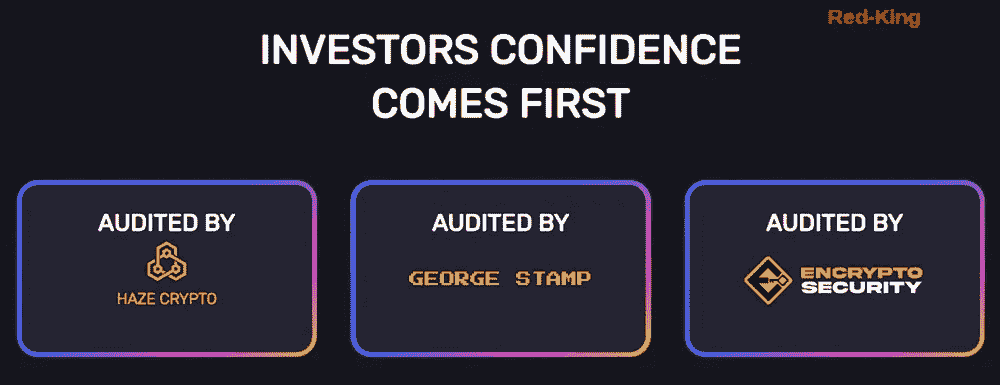 Red-King
INVESTORS CONFIDENCE
COMES FIRST
AUDITED BY
HAZE CRYPTO
AUDITED BY
GEORGE STAMP
AUDITED BY
ENCRYPTO
SECURITY